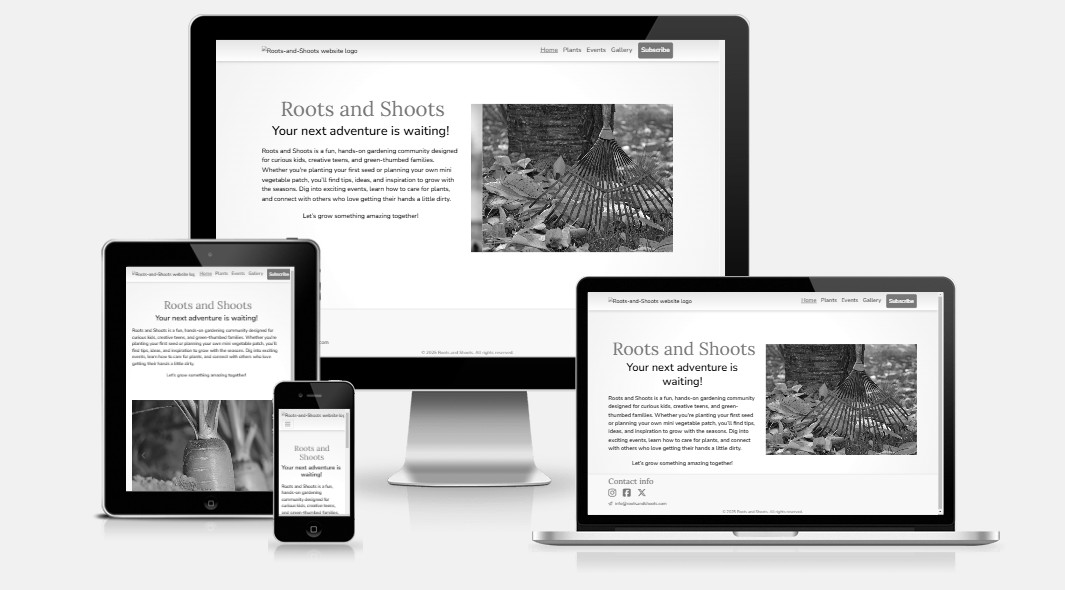 Roots-and-Shoots website logo
Home Plants Events Gallery Subscribe
Roots and Shoots
Your next adventure is waiting!
Roots and Shoots is a fun, hands-on gardening community designed
for curious kids, creative teens, and green-thumbed families.
Whether you're planting your first seed or planning your own mini
vegetable patch, you'll find tips, ideas, and inspiration to grow with
the seasons. Dig into exciting events, learn how to care for plants,
and connect with others who love getting their hands a little dirty.
Let's grow something amazing together!
.com
© 2025 Roots and Shoots. All rights reserved.
Roots-and-Shoots website log
Home Plants Events Gallery Subscribe
Roots and Shoots
Your next adventure is waiting!
Roots and Shoots is a fun, hands-on gardening community designed for
curious kids, creative teens, and green-thumbed families. Whether you're
planting your first seed or planning your own mini vegetable patch, you'll
find tips, ideas, and inspiration to grow with the seasons. Dig into exciting
events, learn how to care for plants, and connect with others who love
getting their hands a little dirty.
Let's grow something amazing together!
Roots-and-Shoots website log
Roots and
Shoots
Your next adventure is
waiting!
Roots and Shoots is a fun,
hands-on gardening
community designed
for curious kids, creative
teens, and green-thumbed
Roots-and-Shoots website logo
Home Plants Events Gallery Subscribe
Roots and Shoots
Your next adventure is
waiting!
Roots and Shoots is a fun, hands-on gardening community
designed for curious kids, creative teens, and green-
thumbed families. Whether you're planting your first seed
or planning your own mini vegetable patch, you'll find tips,
ideas, and inspiration to grow with the seasons. Dig into
exciting events, learn how to care for plants, and connect
with others who love getting their hands a little dirty.
Let's grow something amazing together!
Contact info
info@rootsandshoots.com
© 2025 Roots and Shoots. All rights reserved.